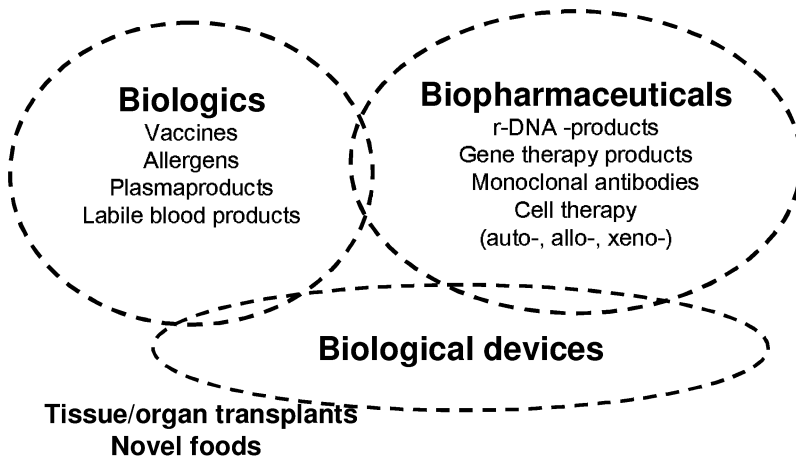 Biologics
Vaccines
Allergens
Plasmaproducts
Labile blood products
Biopharmaceuticals
r-DNA -products
Gene therapy products
Monoclonal antibodies
Cell therapy
(auto-, allo-, xeno-)
Biological devices
Tissue/organ transplants
Novel foods